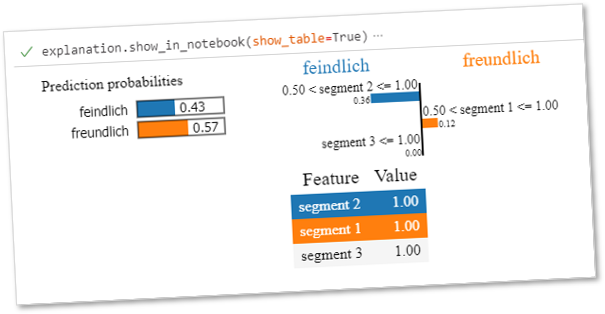 explanation.show_in_notebook(show_table=True) ...
Prediction probabilities
feindlich 0.43
freundlich 0.57
feindlich freundlich
0.50 < segment 2 <= 1.00
0.36
0.50 < segment 1 <= 1.00
0.12
segment 3 <= 1.00
0.00
Feature Value
segment 2 1.00
segment 1 1.00
segment 3 1.00